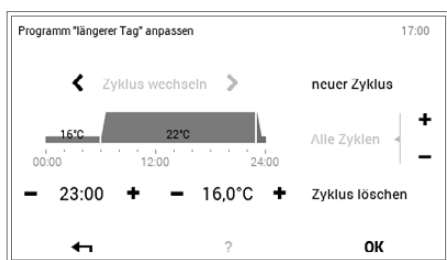 Programm "längerer Tag" anpassen 17:00
< Zyklus wechseln > neuer Zyklus
16°C 22°C
Alle Zyklen
+
−
00:00 12:00 24:00
− 23:00 + − 16,0°C + Zyklus löschen
? OK